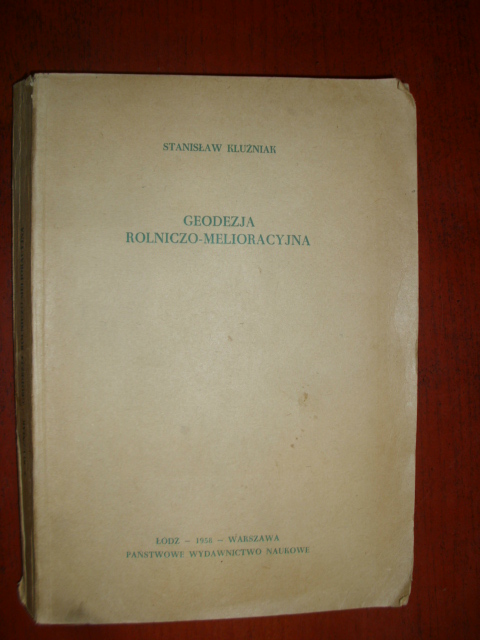 STANISŁAW KLUŹNIAK
GEODEZJA
ROLNICZO-MELIORACYJNA
ŁÓDŹ — 1958 — WARSZAWA
PAŃSTWOWE WYDAWNICTWO NAUKOWE